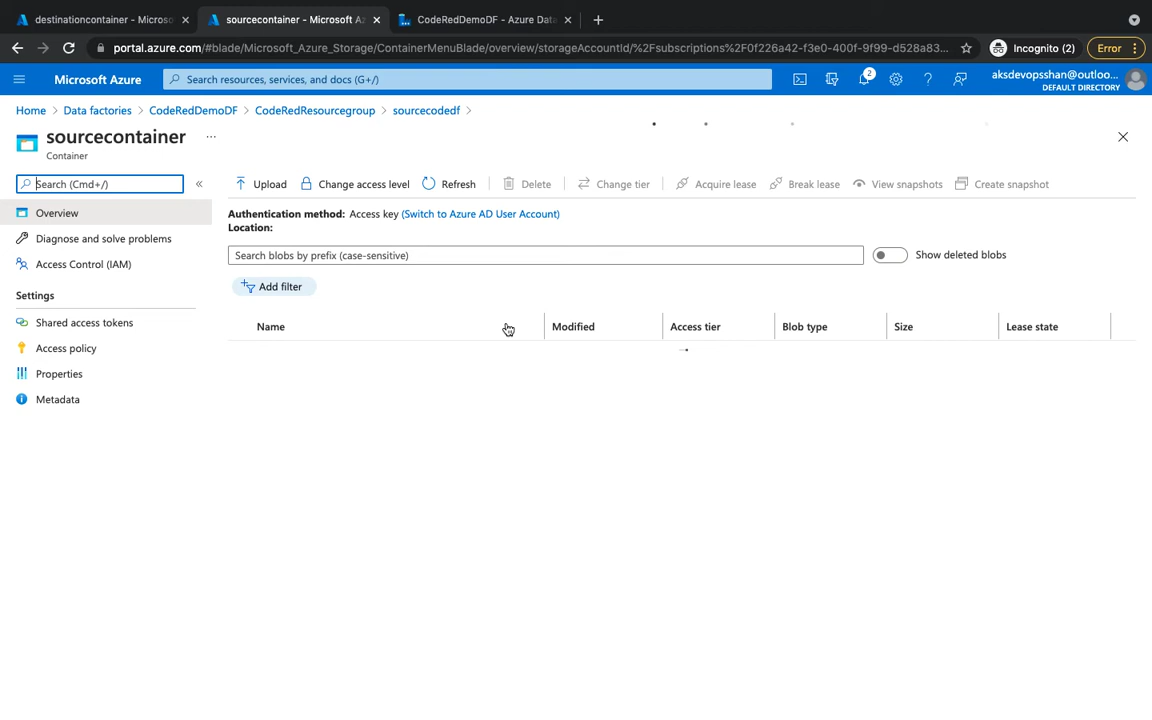 destinationcontainer - Microso
sourcecontainer - Microsoft A
CodeRedDemoDF - Azure Dat
portal.azure.com/#blade/Microsoft_Azure_Storage/ContainerMenuBlade/overview/storageAccountId/%2Fsubscriptions%2F0f226a42-f3e0-400f-9f99-d528a83...
Incognito (2)
Error
Microsoft Azure
Search resources, services, and docs (G+/)
2
aksdevopsshan@outloo...
DEFAULT DIRECTORY
Home > Data factories > CodeRedDemoDF > CodeRedResourcegroup > sourcecodedf >
sourcecontainer ...
Container
Search (Cmd+/)
«
Upload Change access level Refresh Delete Change tier Acquire lease Break lease View snapshots Create snapshot
Overview
Diagnose and solve problems
Access Control (IAM)
Settings
Shared access tokens
Access policy
Properties
Metadata
Authentication method: Access key (Switch to Azure AD User Account)
Location:
Search blobs by prefix (case-sensitive)
Show deleted blobs
Add filter
Name Modified Access tier Blob type Size Lease state